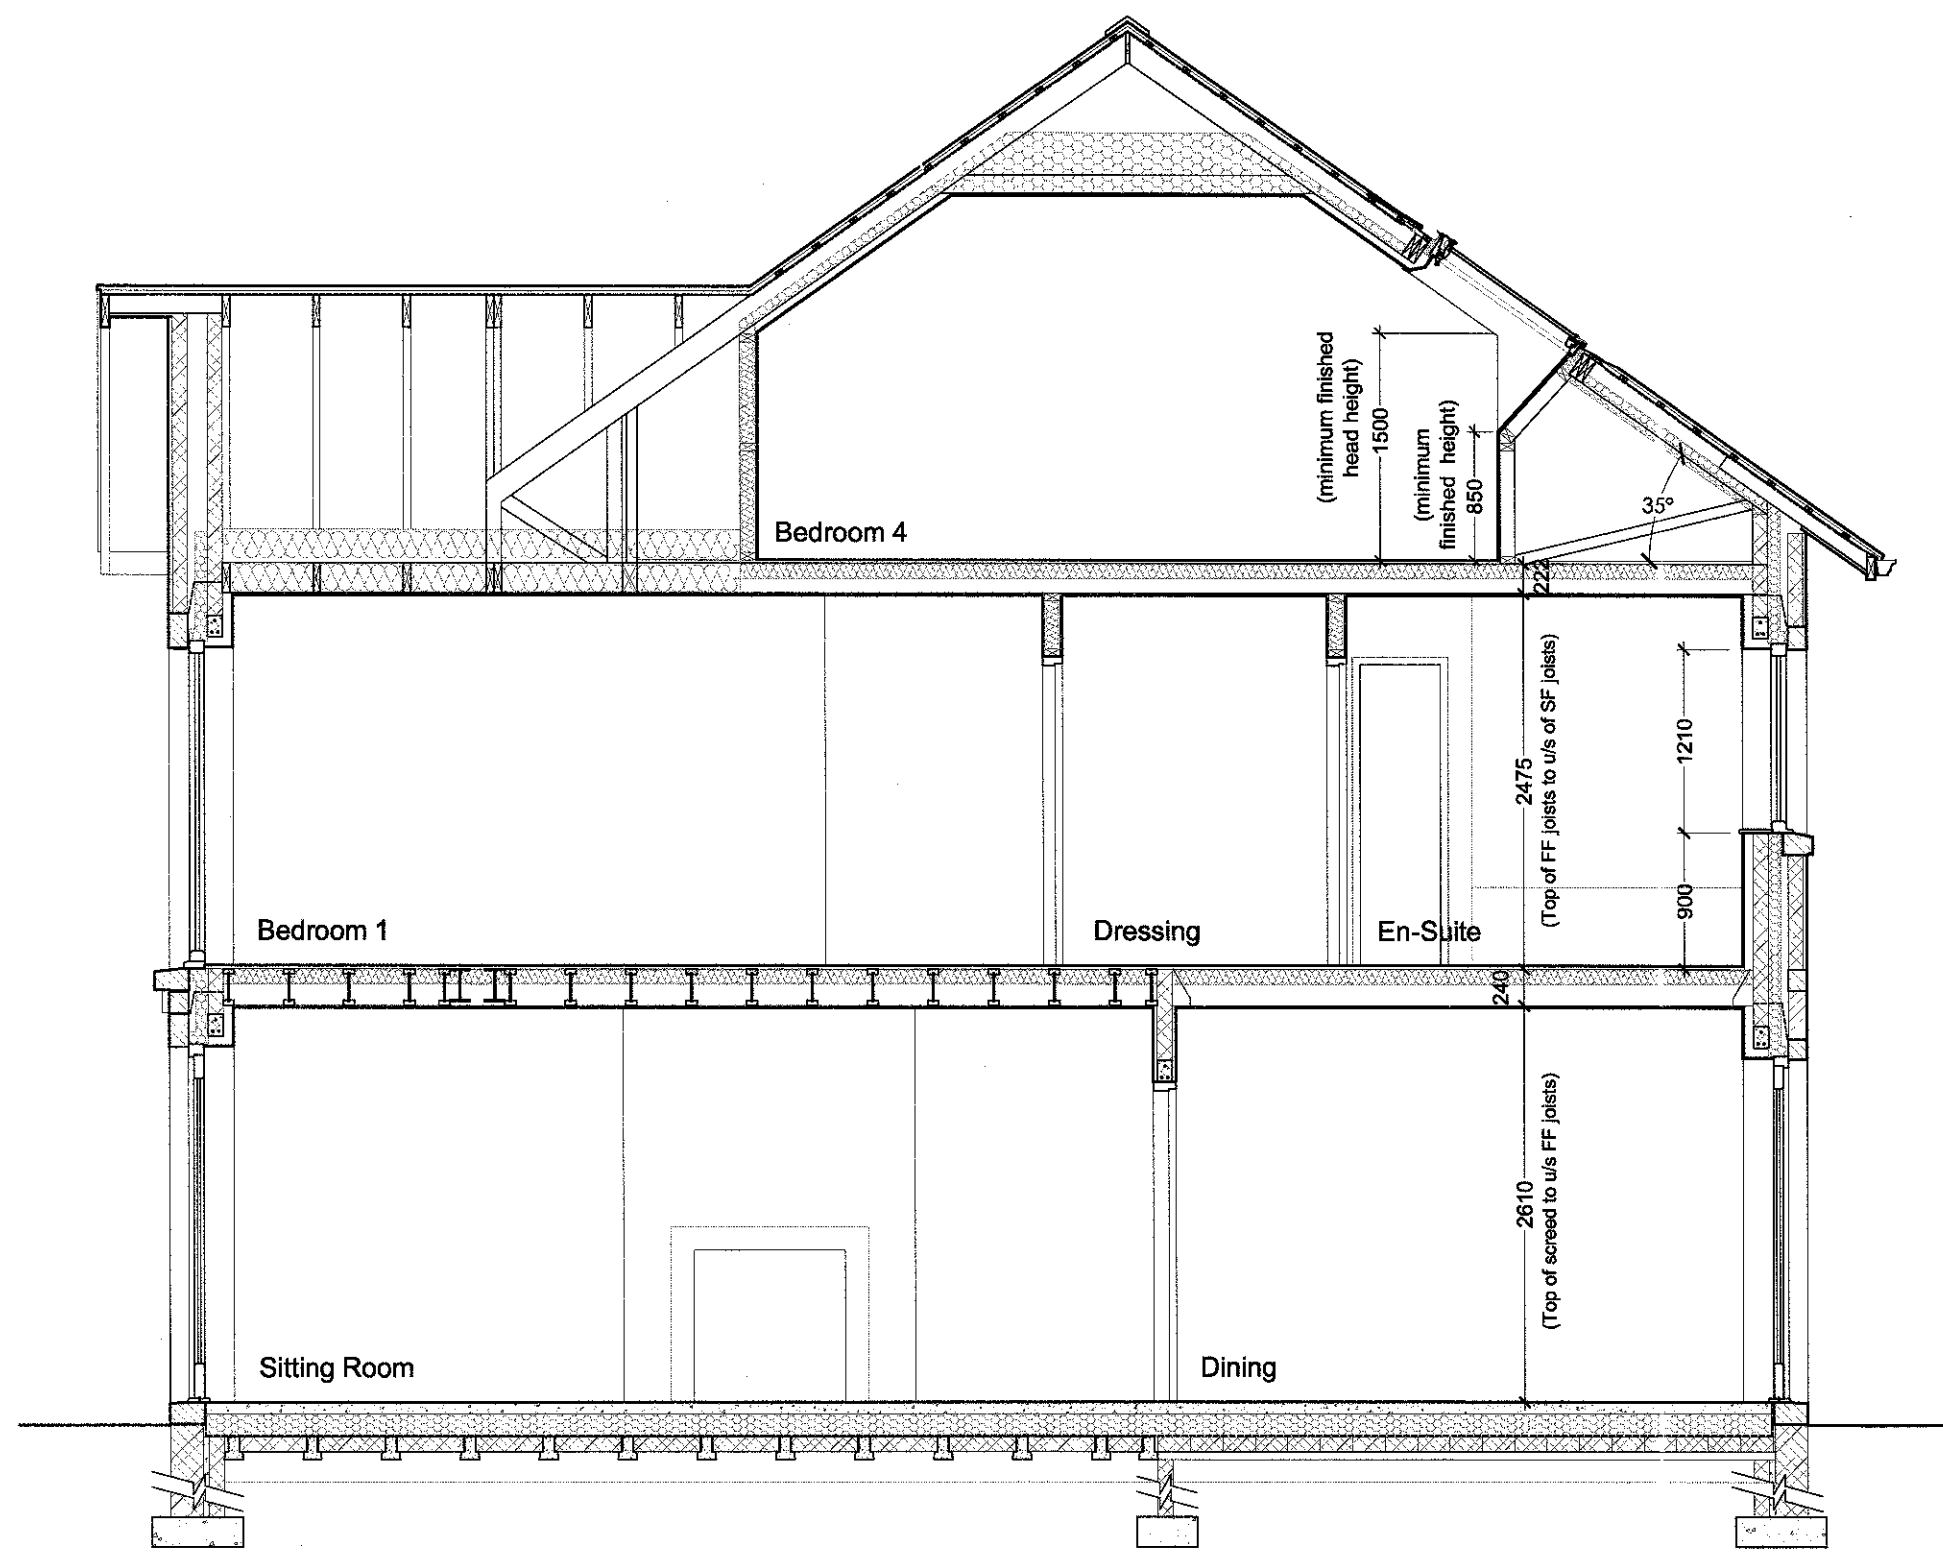 (minimum finished
head height)
1500
(minimum
finished height)
850
35°
Bedroom 4
222
2475
(Top of FF joists to u/s of SF joists)
1210
900
Bedroom 1
Dressing
En-Suite
240
2610
(Top of screed to u/s FF joists)
Sitting Room
Dining